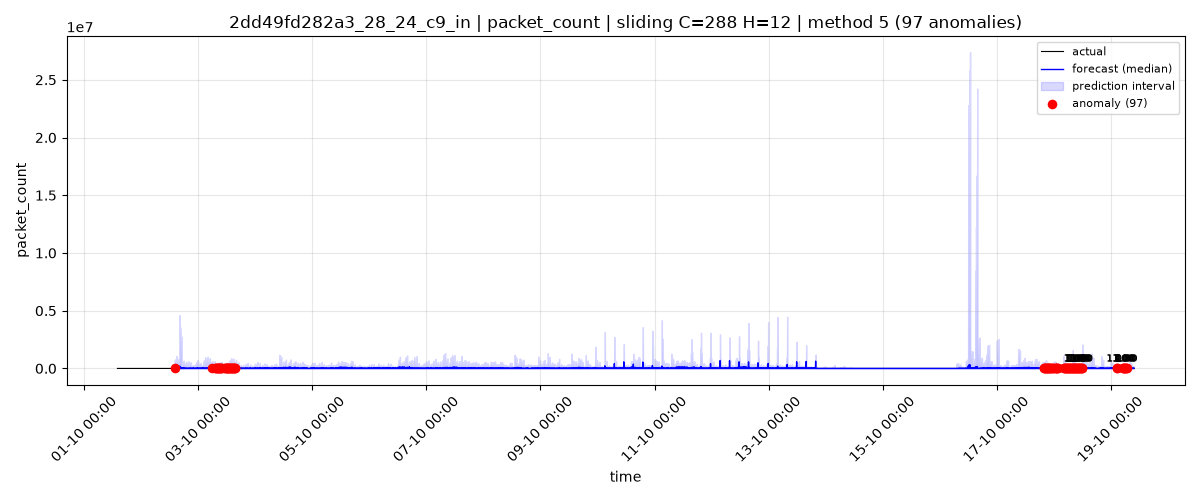 2dd49fd282a3_28_24_c9_in | packet_count | sliding C=288 H=12 | method 5 (97 anomalies)
1e7
actual
forecast (median)
prediction interval
anomaly (97)
packet_count
2.5
2.0
1.5
1.0
0.5
0.0
01-10 00:00
03-10 00:00
05-10 00:00
07-10 00:00
09-10 00:00
11-10 00:00
13-10 00:00
15-10 00:00
17-10 00:00
19-10 00:00
time